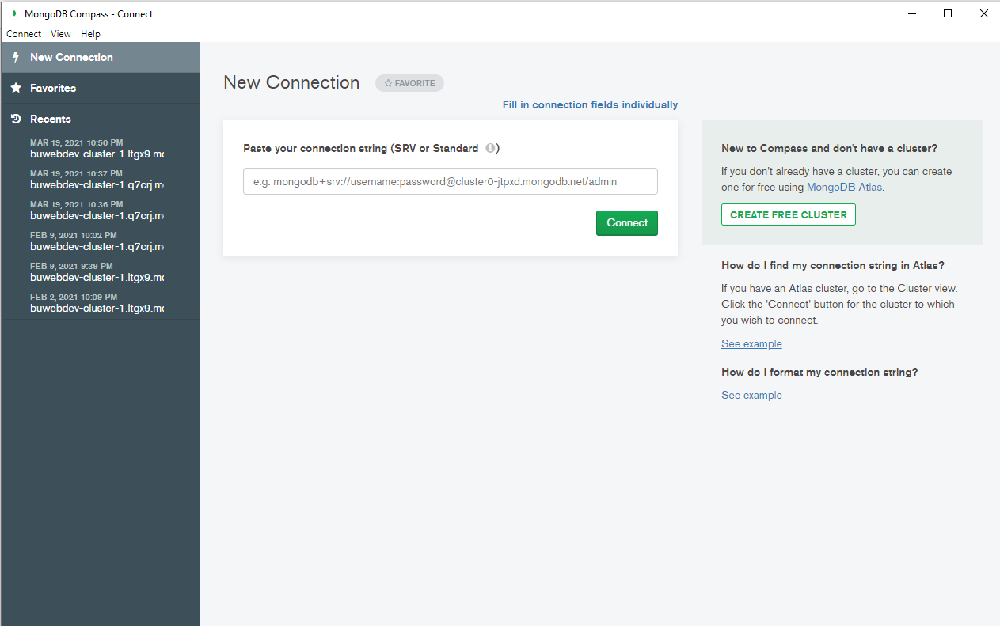 MongoDB Compass - Connect
Connect View Help
New Connection
Favorites
Recents
MAR 19, 2021 10:50 PM
buwebdev-cluster-1.ltgx9.mc
MAR 19, 2021 10:37 PM
buwebdev-cluster-1.q7crj.m
MAR 19, 2021 10:36 PM
buwebdev-cluster-1.q7crj.m
FEB 9, 2021 10:02 PM
buwebdev-cluster-1.q7crj.m
FEB 9, 2021 9:39 PM
buwebdev-cluster-1.ltgx9.mc
FEB 2, 2021 10:09 PM
buwebdev-cluster-1.ltgx9.mc
New Connection
FAVORITE
Fill in connection fields individually
Paste your connection string (SRV or Standard )
e.g. mongodb+srv://username:password@cluster0-jtpxd.mongodb.net/admin
Connect
New to Compass and don't have a cluster?
If you don't already have a cluster, you can create
one for free using MongoDB Atlas.
CREATE FREE CLUSTER
How do I find my connection string in Atlas?
If you have an Atlas cluster, go to the Cluster view.
Click the 'Connect' button for the cluster to which
you wish to connect.
See example
How do I format my connection string?
See example